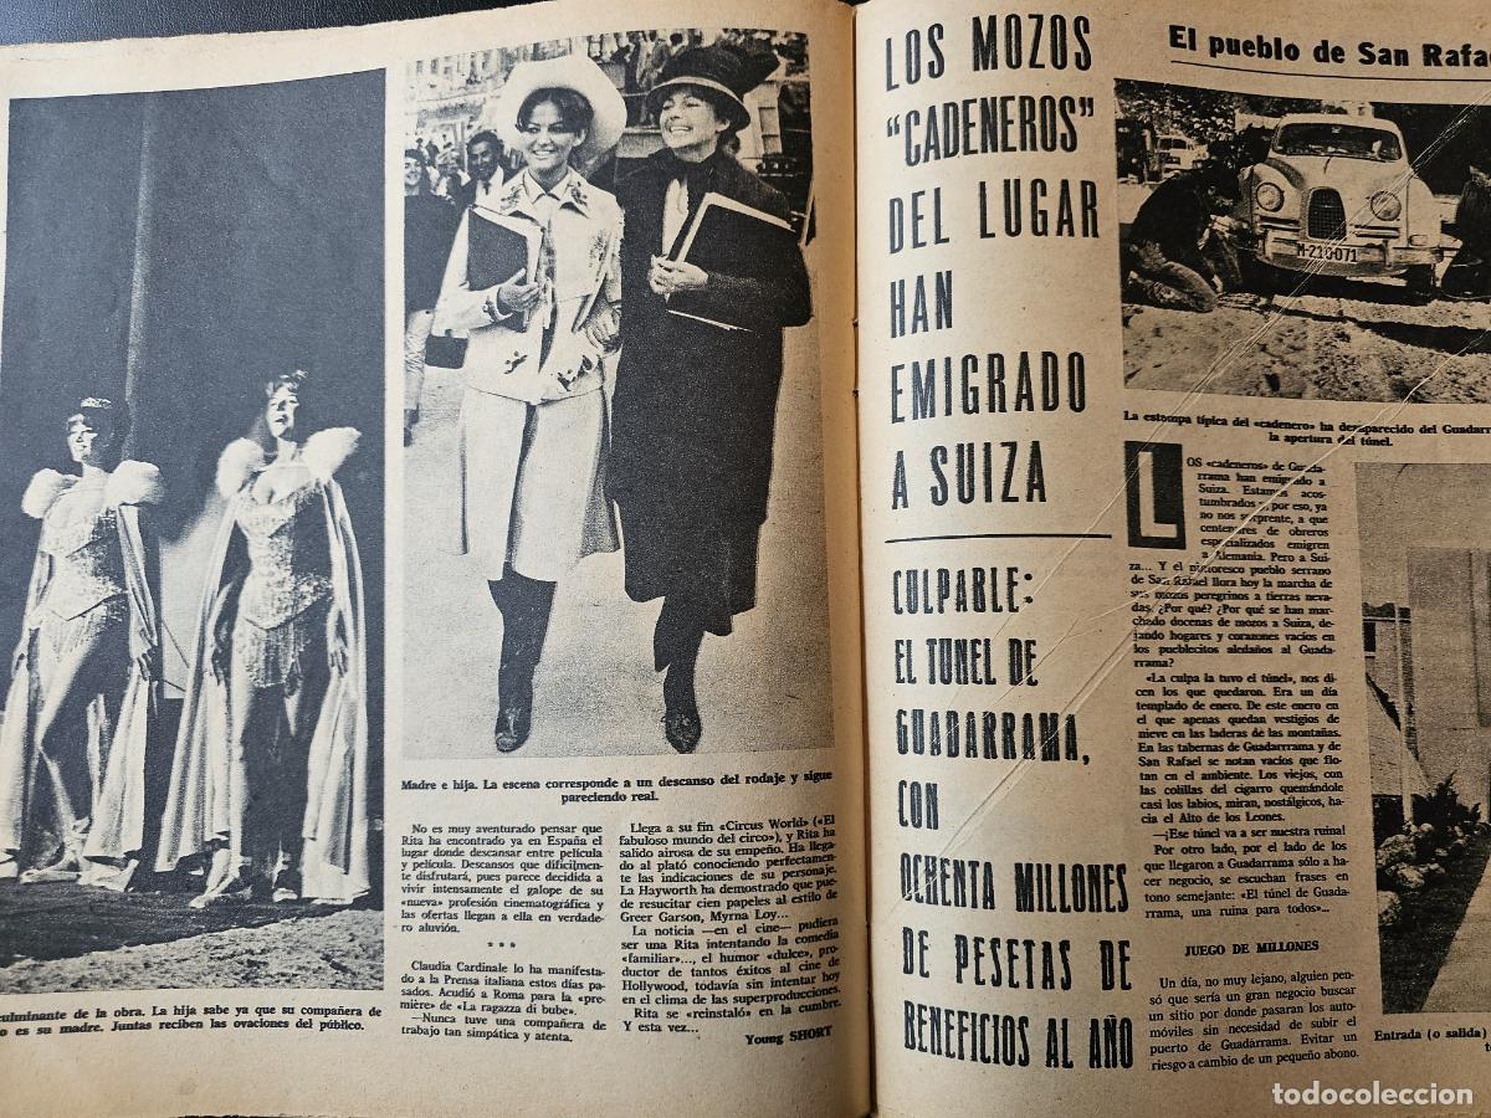 culminante de la obra. La hija sabe ya que su compañera de
es su madre. Juntas reciben las ovaciones del público.
Madre e hija. La escena corresponde a un descanso del rodaje y sigue
pareciendo real.
No es muy aventurado pensar que
Rita ha encontrado ya en España el
lugar donde descansar entre película
y película. Descansos que difícilmen-
te disfrutará, pues parece decidida a
vivir intensamente el galope de su
«nueva» profesión cinematográfica y
las ofertas llegan a ella en verdade-
ro aluvión.
* * *
Claudia Cardinale lo ha manifesta-
do a la Prensa italiana estos días pa-
sados. Acudió a Roma para la «pre-
mière» de «La ragazza di bube».
—Nunca tuve una compañera de
trabajo tan simpática y atenta.
Llega a su fin «Circus World» («El
fabuloso mundo del circo»), y Rita ha
salido airosa de su empeño. Ha llega-
do al plató conociendo perfectamen-
te las indicaciones de su personaje.
La Hayworth ha demostrado que pue-
de resucitar cien papeles al estilo de
Greer Garson, Myrna Loy...
La noticia —en el cine— pudiera
ser una Rita intentando la comedia
«familiar»..., el humor «dulce», pro-
ductor de tantos éxitos al cine de
Hollywood, todavía sin intentar hoy
en el clima de las superproducciones.
Rita se «reinstaló» en la cumbre.
Y esta vez...
Young SHORT
LOS MOZOS
"CADENEROS"
DEL LUGAR
HAN
EMIGRADO
A SUIZA
CULPABLE:
EL TUNEL DE
GUADARRAMA,
CON
OCHENTA MILLONES
DE PESETAS DE
BENEFICIOS AL AÑO
El pueblo de San Rafae
M-210071
La estampa típica del «cadenero» ha desaparecido del Guadarr
la apertura del túnel.
LOS «cadeneros» de Guada-
rrama han emigrado a
Suiza. Estamos acos-
tumbrados y, por eso, ya
no nos sorprente, a que
centenares de obreros
especializados emigren
a Alemania. Pero a Sui-
za... Y el pintoresco pueblo serrano
de San Rafael llora hoy la marcha de
sus mozos peregrinos a tierras neva-
das. ¿Por qué? ¿Por qué se han mar-
chado docenas de mozos a Suiza, de-
jando hogares y corazones vacíos en
los pueblecitos aledaños al Guada-
rrama?
«La culpa la tuvo el túnel», nos di-
cen los que quedaron. Era un día
templado de enero. De este enero en
el que apenas quedan vestigios de
nieve en las laderas de las montañas.
En las tabernas de Guadarrrama y de
San Rafael se notan vacíos que flo-
tan en el ambiente. Los viejos, con
las colillas del cigarro quemándole
casi los labios, miran, nostálgicos, ha-
cia el Alto de los Leones.
—¡Ese túnel va a ser nuestra ruina!
Por otro lado, por el lado de los
que llegaron a Guadarrama sólo a ha-
cer negocio, se escuchan frases en
tono semejante: «El túnel de Guada-
rrama, una ruina para todos»...
JUEGO DE MILLONES
Un día, no muy lejano, alguien pen-
só que sería un gran negocio buscar
un sitio por donde pasaran los auto-
móviles sin necesidad de subir el
puerto de Guadarrama. Evitar un
riesgo a cambio de un pequeño abono.
Entrada (o salida)
todocoleccion